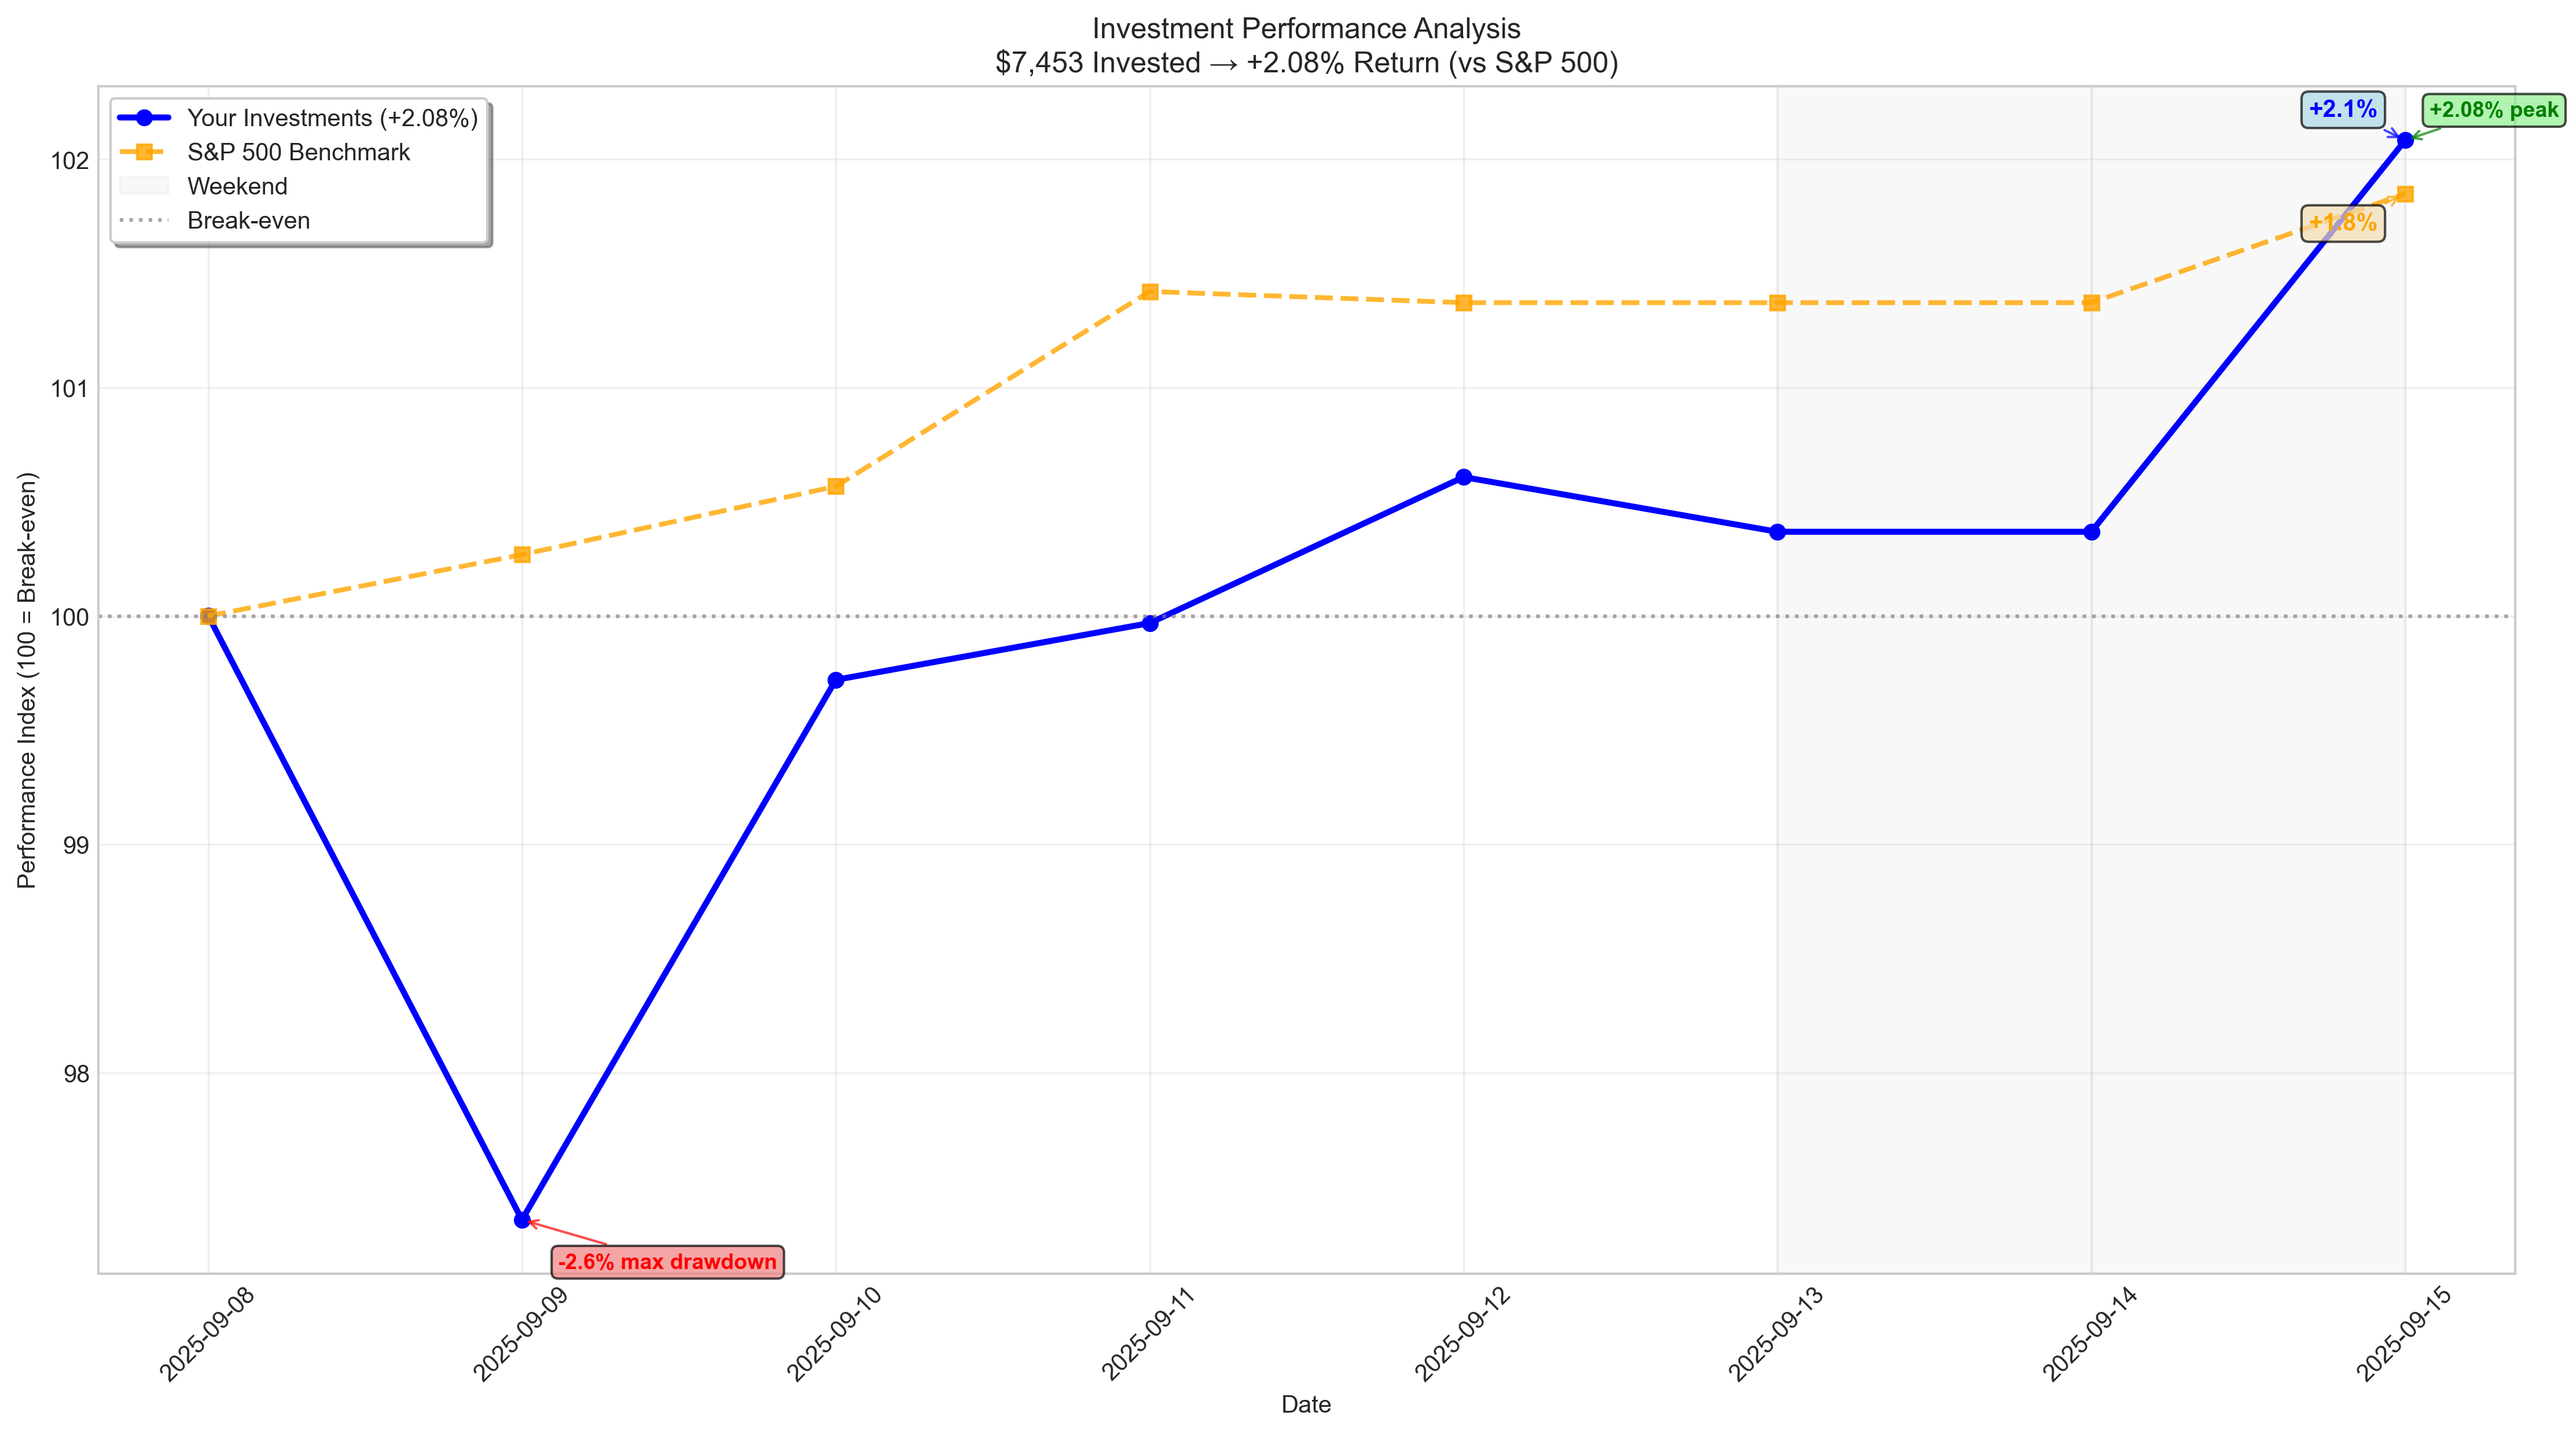 Investment Performance Analysis
$7,453 Invested → +2.08% Return (vs S&P 500)
Your Investments (+2.08%)
S&P 500 Benchmark
Weekend
Break-even
+2.1%
+2.08% peak
+1.8%
-2.6% max drawdown
Performance Index (100 = Break-even)
102
101
100
99
98
2025-09-08
2025-09-09
2025-09-10
2025-09-11
2025-09-12
2025-09-13
2025-09-14
2025-09-15
Date